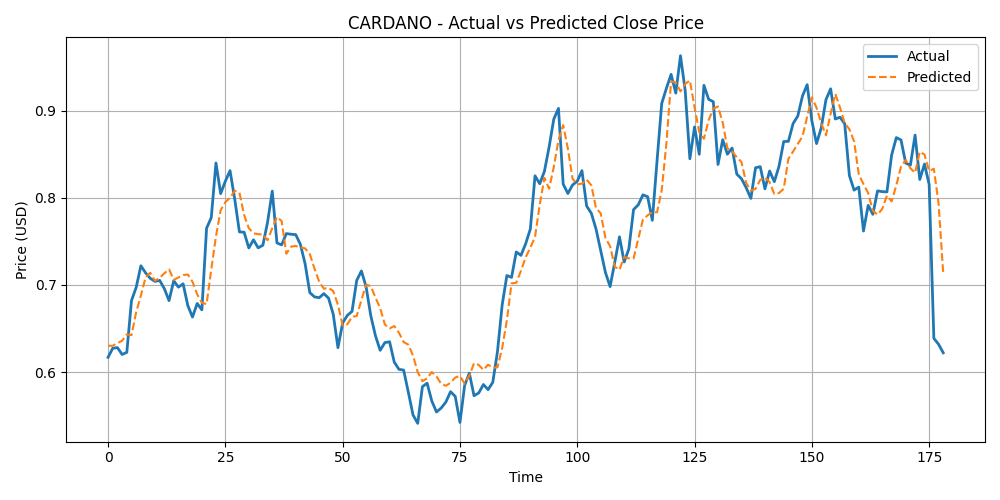 CARDANO - Actual vs Predicted Close Price
Actual
Predicted
Price (USD)
0.9
0.8
0.7
0.6
0 25 50 75 100 125 150 175
Time